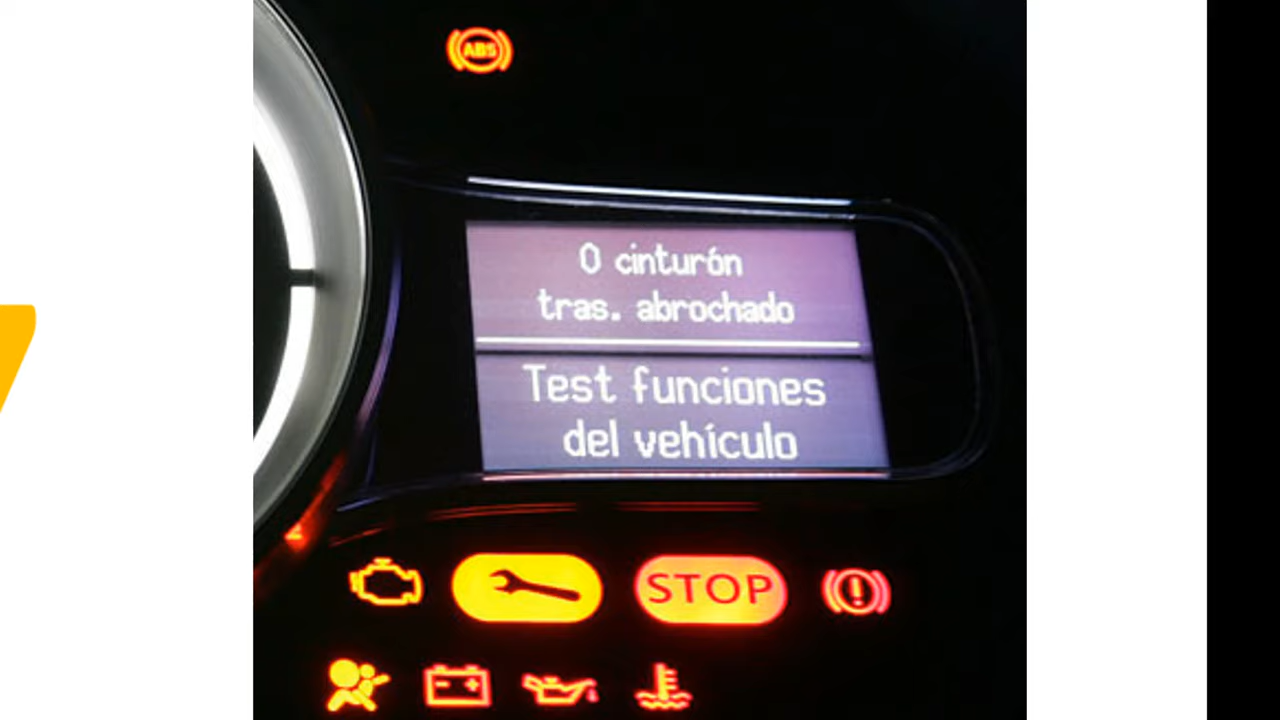 ABS
0 cinturón
tras. abrochado
Test funciones
del vehículo
STOP